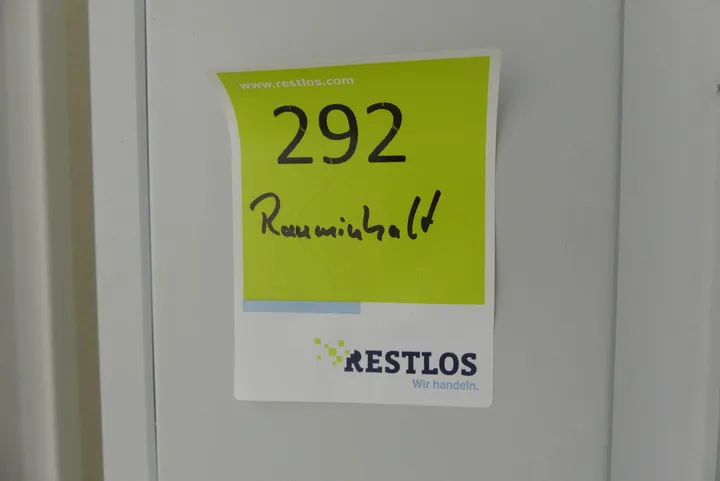 www.restlos.com
292
Rauminhalt
RESTLOS
Wir handeln.